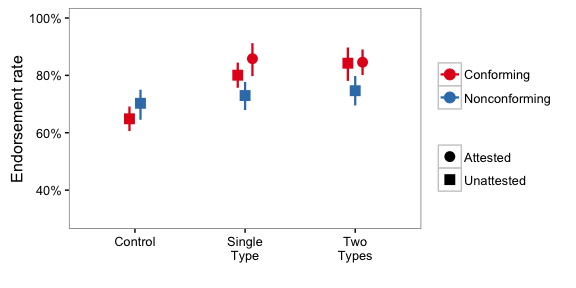 100%
80%
60%
40%
Endorsement rate
Control
Single
Type
Two
Types
Conforming
Nonconforming
Attested
Unattested